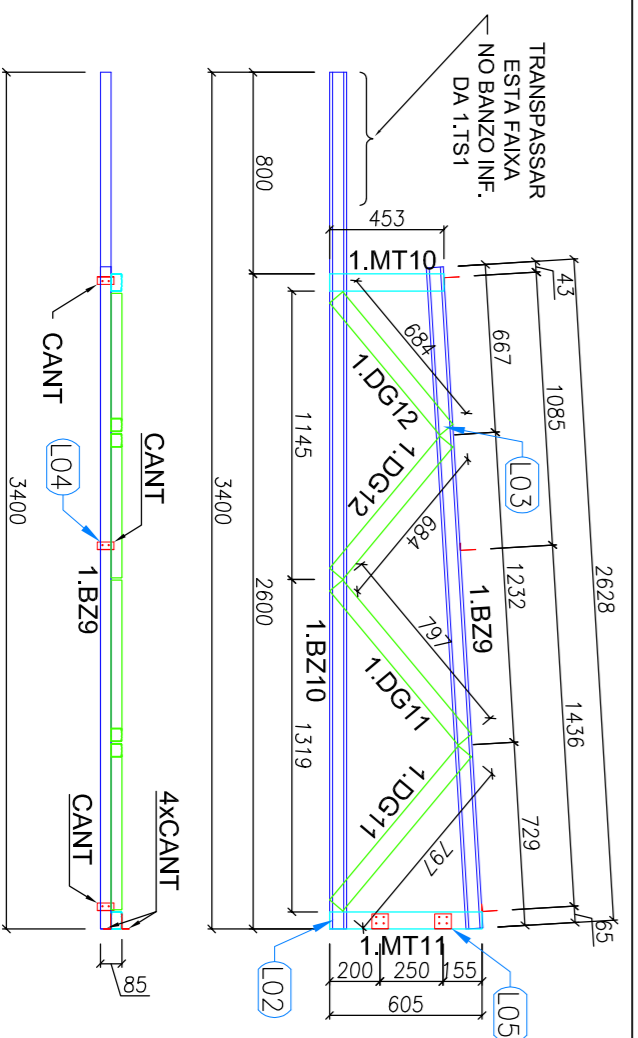 TRANSPASSAR
ESTA FAIXA
NO BANZO INF.
DA 1.TS1
800
453
1.MT10
43
667
1085
2628
684
1.DG12
L03
1145
1.DG12
684
1232
1.BZ9
3400
2600
797
1.BZ10
1.DG11
1436
1319
1.DG11
797
729
65
1.MT11
L02
200
250
155
L05
605
CANT
L04
CANT
1.BZ9
3400
CANT
4xCANT
85